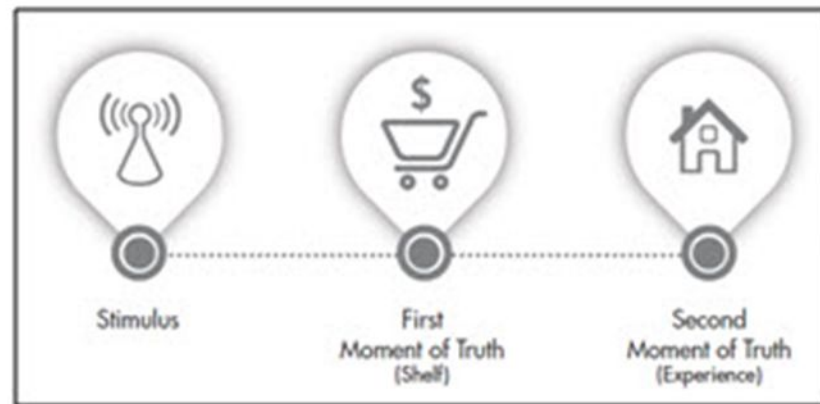 $
Stimulus
First
Moment of Truth
(Shelf)
Second
Moment of Truth
(Experience)